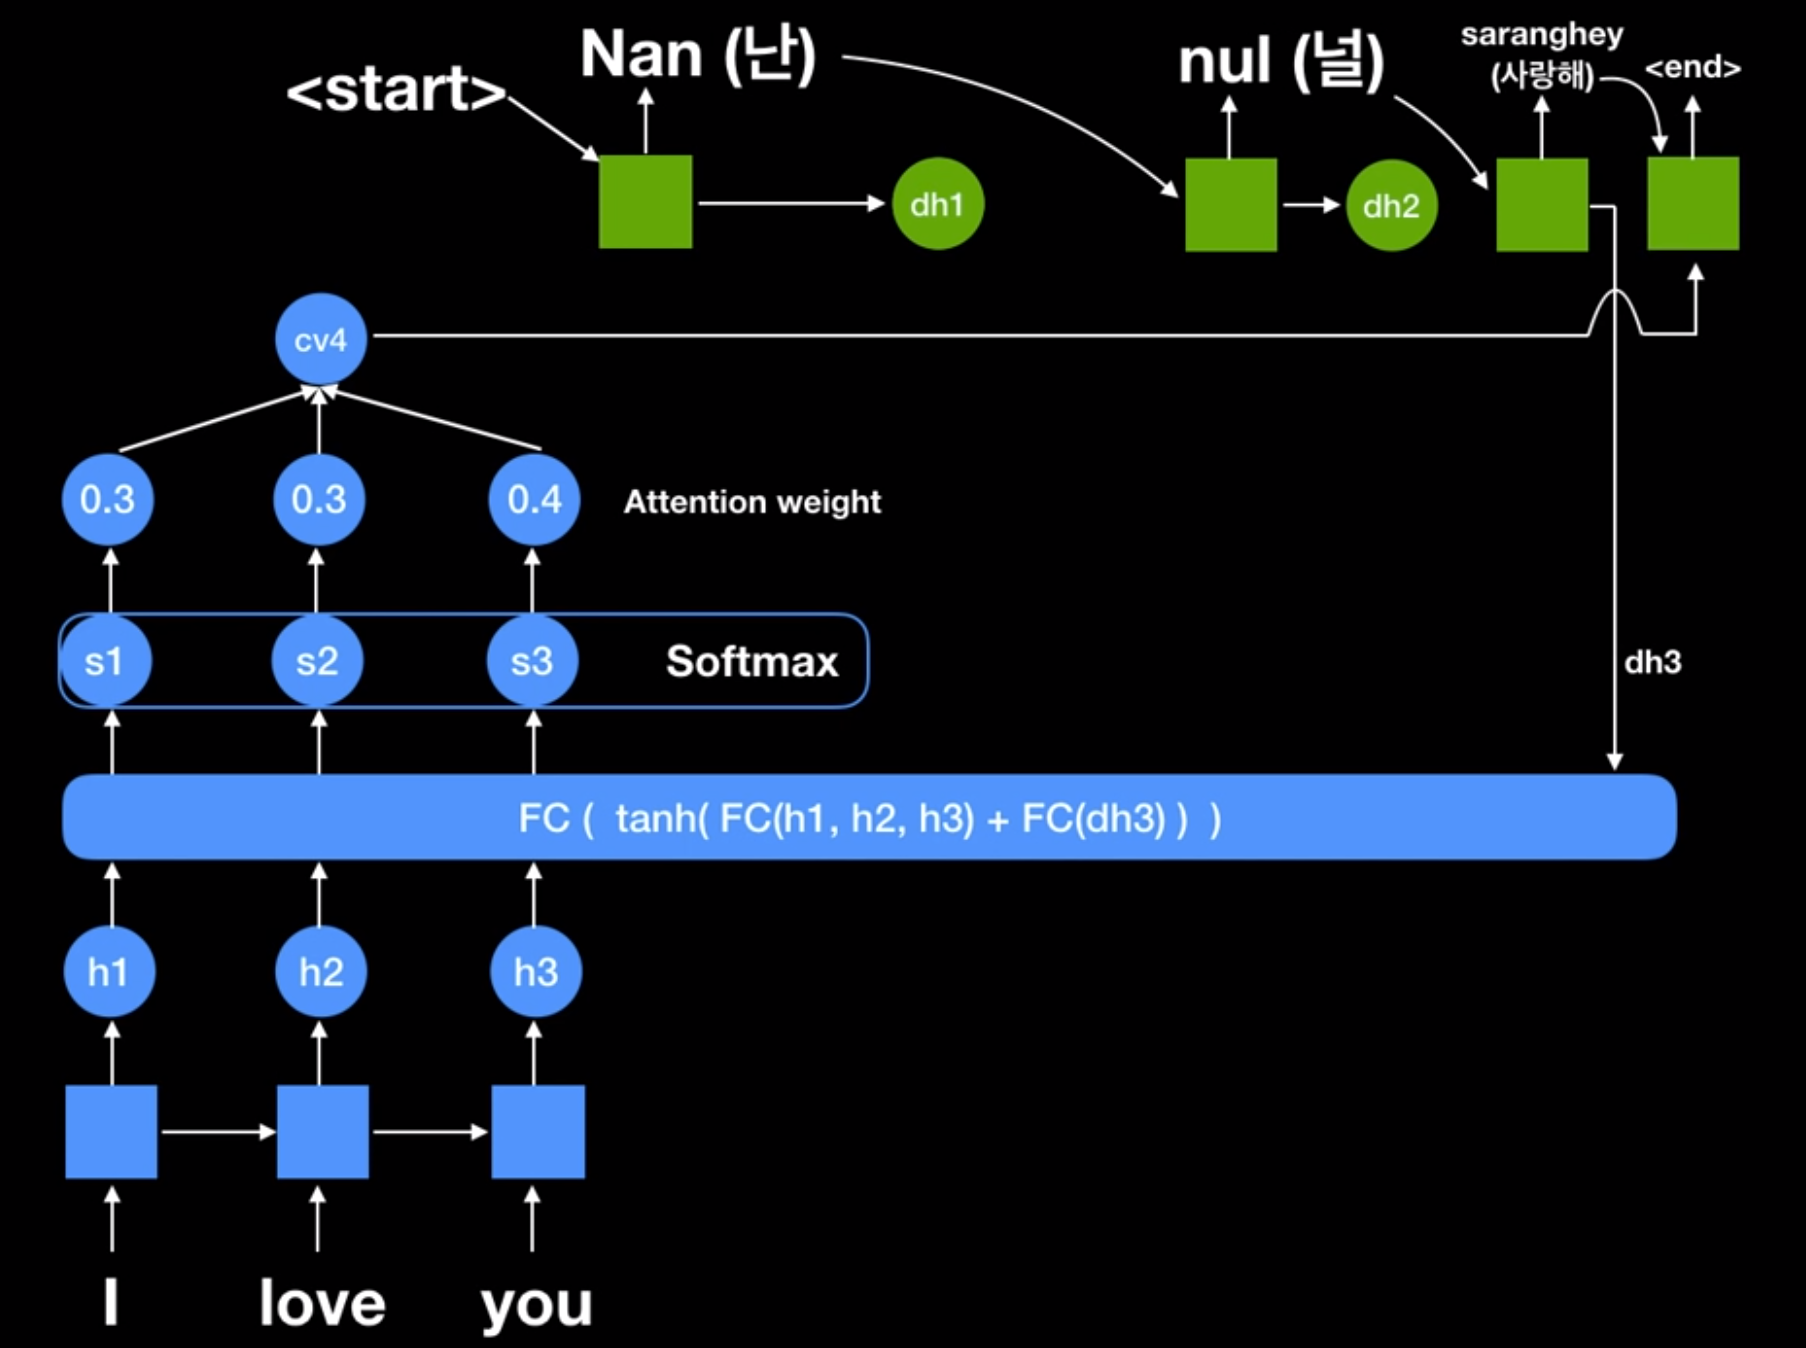 <start>
Nan (난)
nul (널)
saranghey
(사랑해)
<end>
dh1
dh2
cv4
0.3
0.3
0.4
Attention weight
s1
s2
s3
Softmax
dh3
FC ( tanh( FC(h1, h2, h3) + FC(dh3) ) )
h1
h2
h3
I
love
you